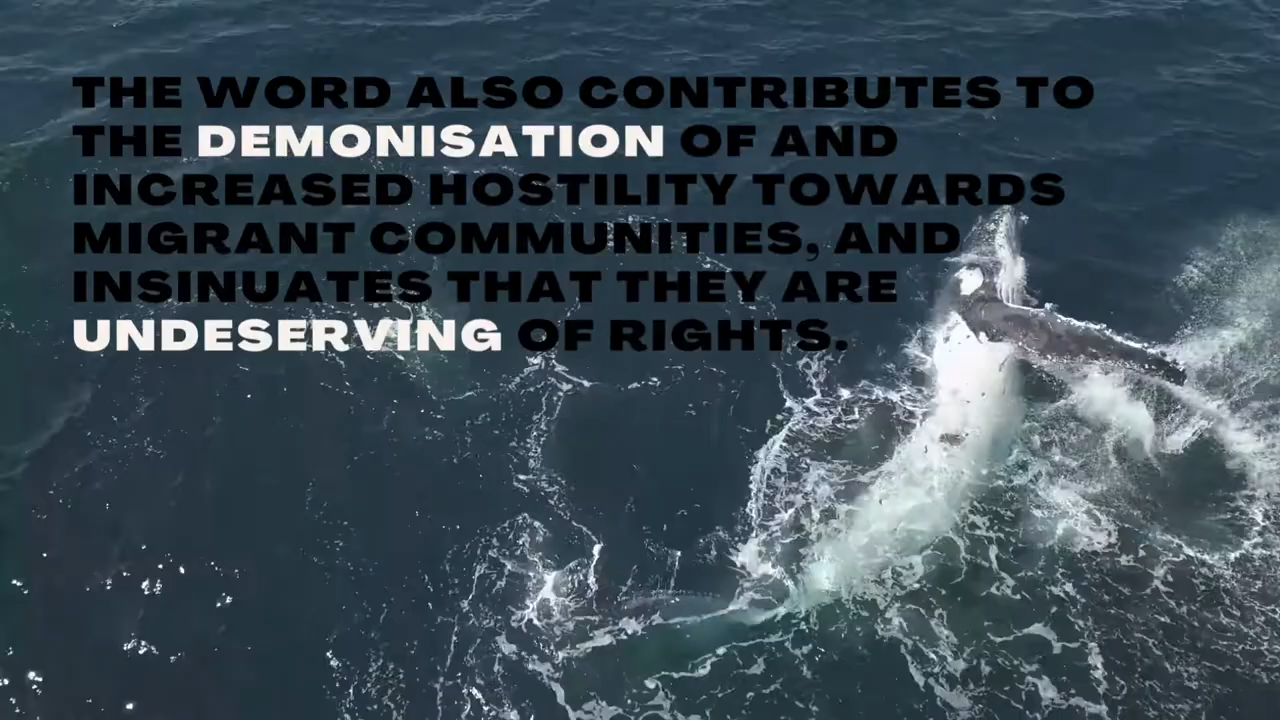 THE WORD ALSO CONTRIBUTES TO
THE DEMONISATION OF AND
INCREASED HOSTILITY TOWARDS
MIGRANT COMMUNITIES, AND
INSINUATES THAT THEY ARE
UNDESERVING OF RIGHTS.